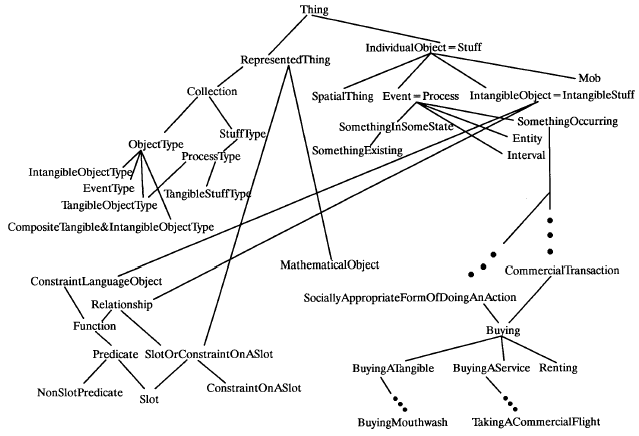 Thing
IndividualObject = Stuff
RepresentedThing
Mob
Collection
SpatialThing
Event = Process
IntangibleObject = IntangibleStuff
SomethingInSomeState
SomethingOccurring
StuffType
Entity
ObjectType
SomethingExisting
Interval
ProcessType
IntangibleObjectType
EventType
TangibleStuffType
TangibleObjectType
CompositeTangible&IntangibleObjectType
MathematicalObject
CommercialTransaction
ConstraintLanguageObject
SociallyAppropriateFormOfDoingAnAction
Relationship
Function
Buying
Predicate
SlotOrConstraintOnASlot
BuyingATangible
BuyingAService
Renting
NonSlotPredicate
Slot
ConstraintOnASlot
BuyingMouthwash
TakingACommercialFlight